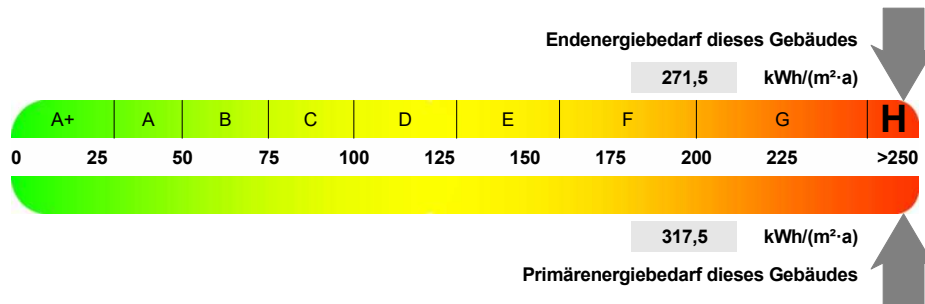 Endenergiebedarf dieses Gebäudes
271,5 kWh/(m²·a)
A+ A B C D E F G H
0 25 50 75 100 125 150 175 200 225 >250
317,5 kWh/(m²·a)
Primärenergiebedarf dieses Gebäudes